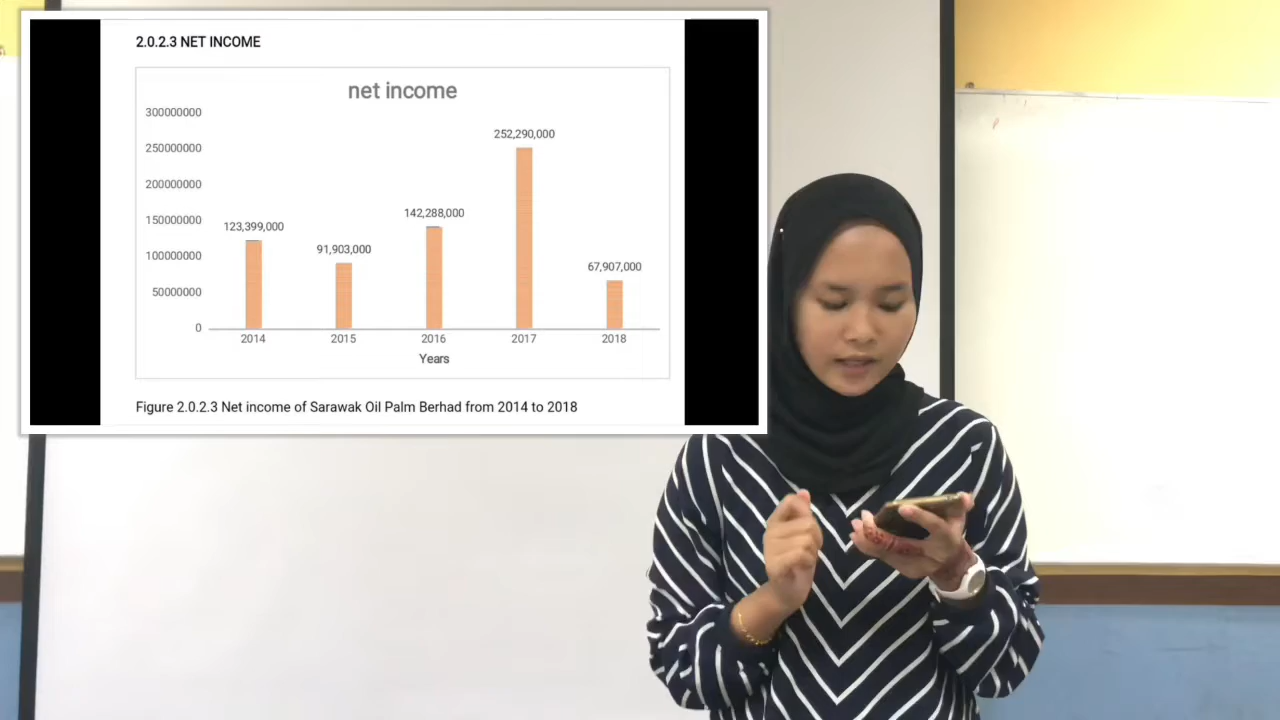 2.0.2.3 NET INCOME
net income
300000000
250000000
200000000
150000000
100000000
50000000
0
123,399,000
91,903,000
142,288,000
252,290,000
67,907,000
2014 2015 2016 2017 2018
Years
Figure 2.0.2.3 Net income of Sarawak Oil Palm Berhad from 2014 to 2018